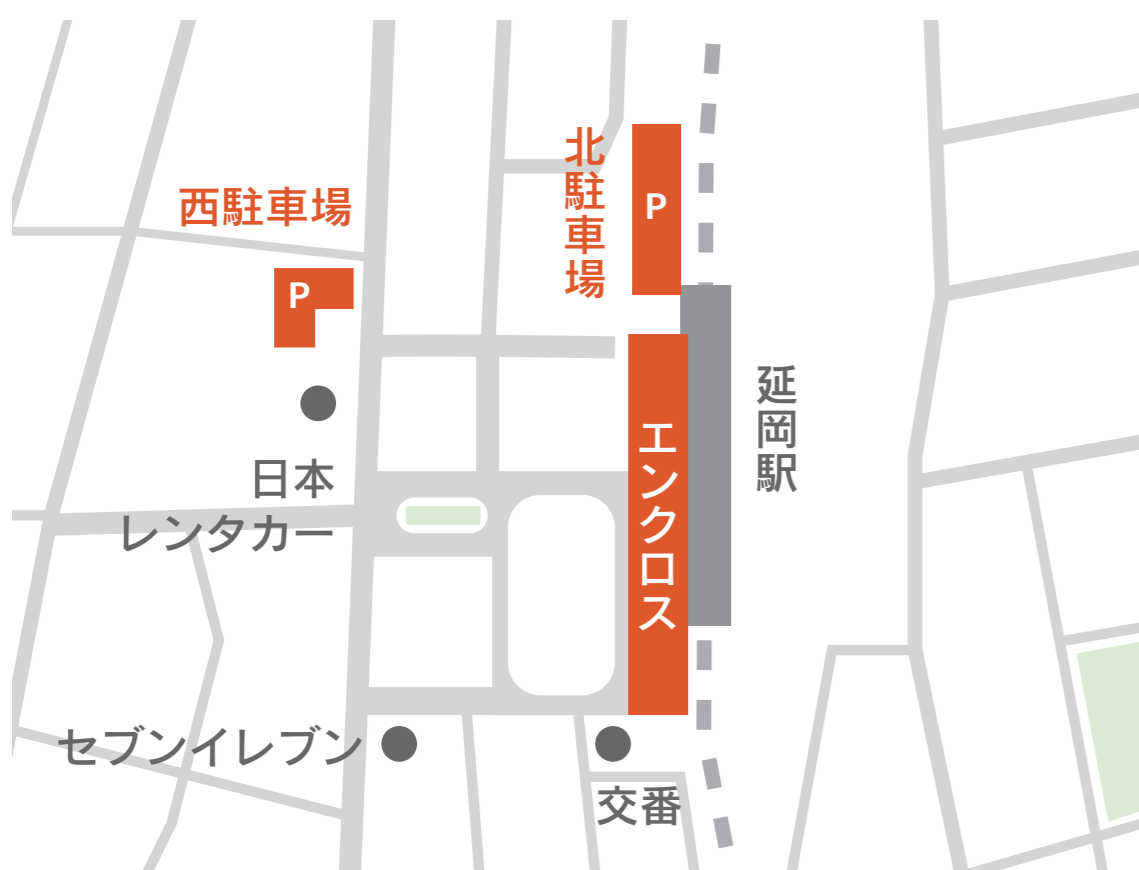 北駐車場
P
西駐車場
P
延岡駅
エンクロス
日本
レンタカー
セブンイレブン
交番